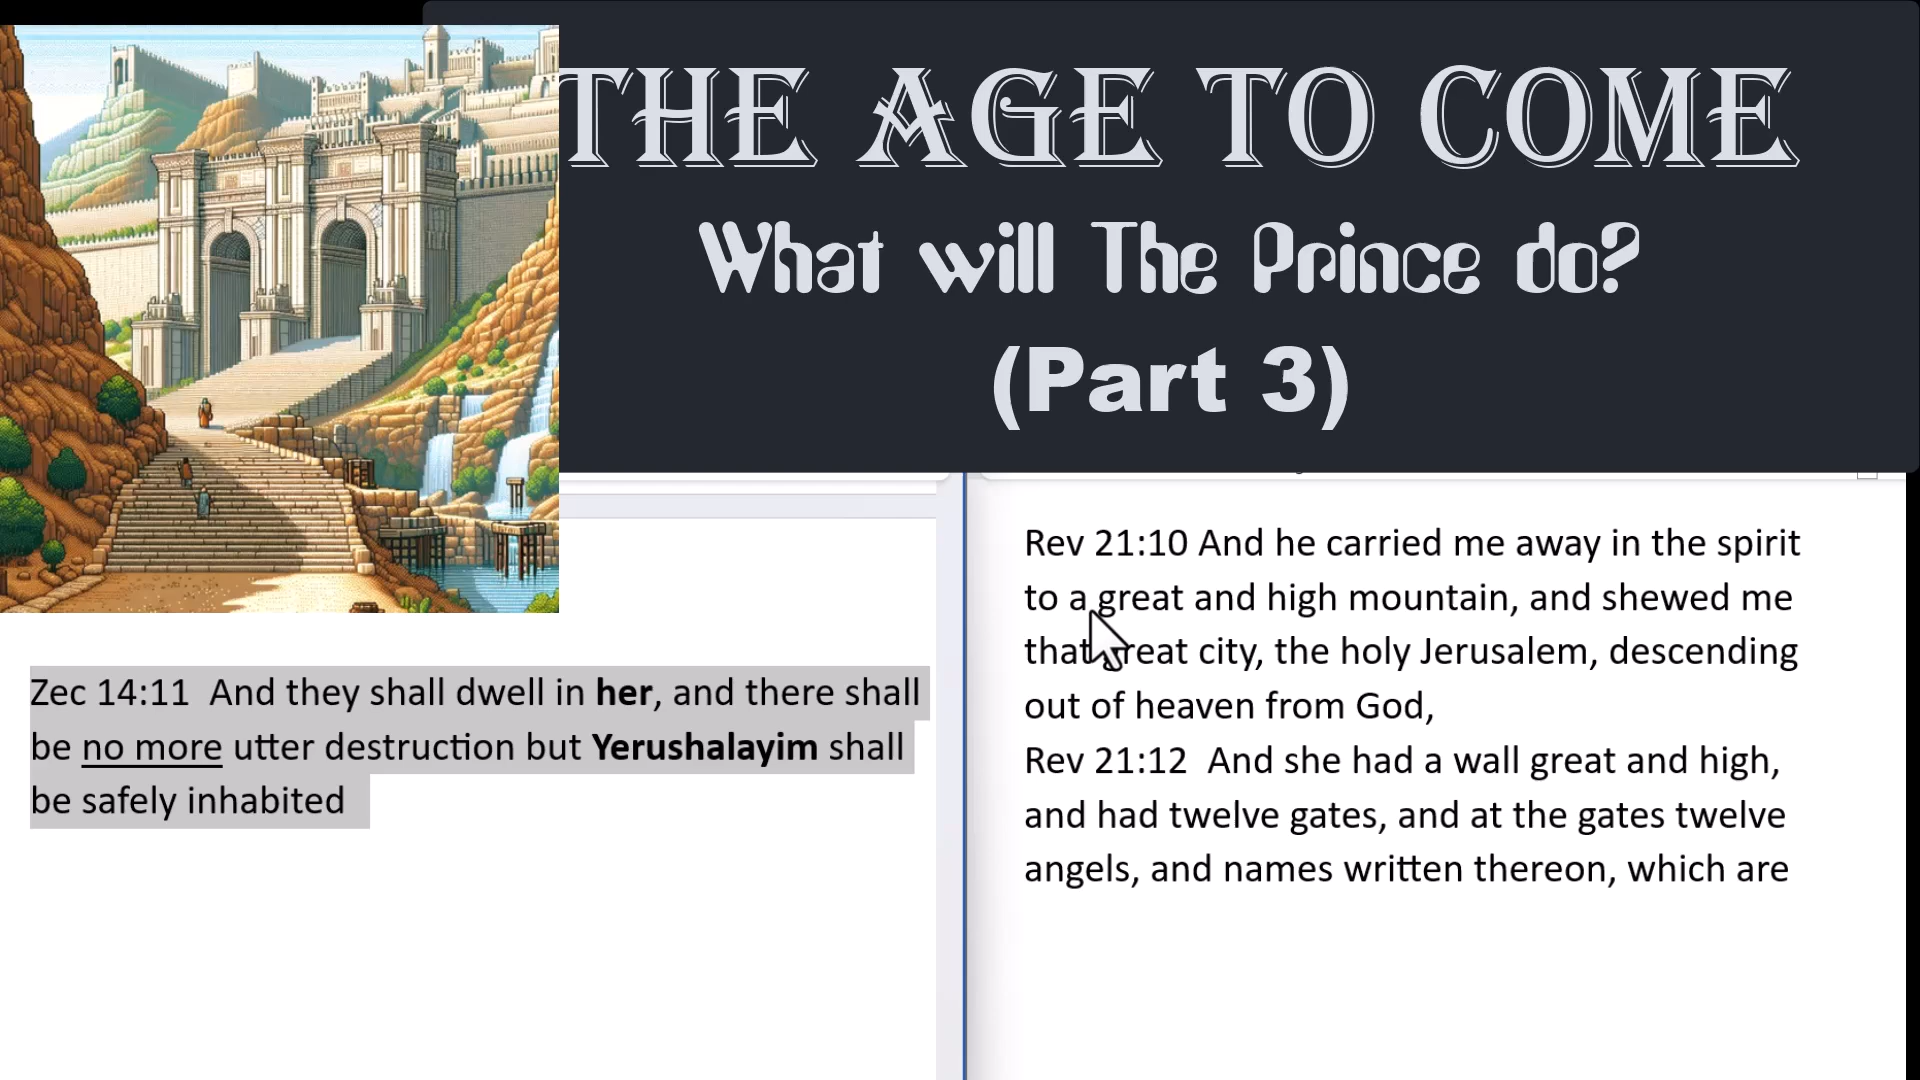 THE AGE TO COME
What will The Prince do?
(Part 3)
Zec 14:11  And they shall dwell in her, and there shall
be no more utter destruction but Yerushalayim shall
be safely inhabited
Rev 21:10 And he carried me away in the spirit
to a great and high mountain, and shewed me
that great city, the holy Jerusalem, descending
out of heaven from God,
Rev 21:12  And she had a wall great and high,
and had twelve gates, and at the gates twelve
angels, and names written thereon, which are